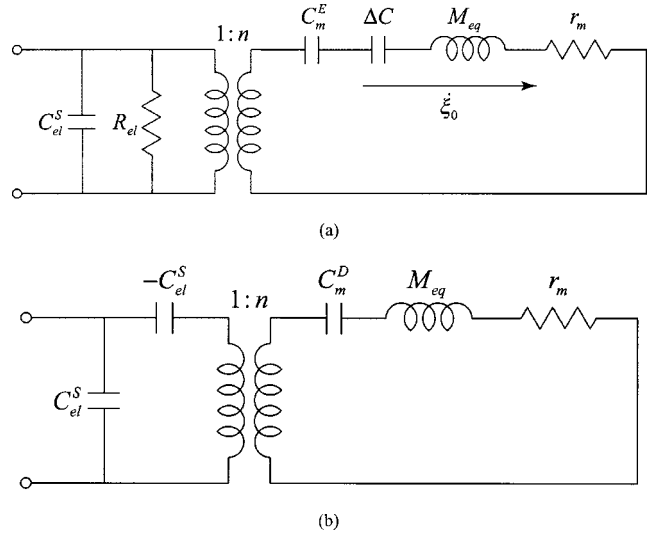 1:n
C_m^E
ΔC
M_eq
r_m
C_el^S
R_el
ξ̇_0
(a)
−C_el^S
1:n
C_m^D
M_eq
r_m
C_el^S
(b)